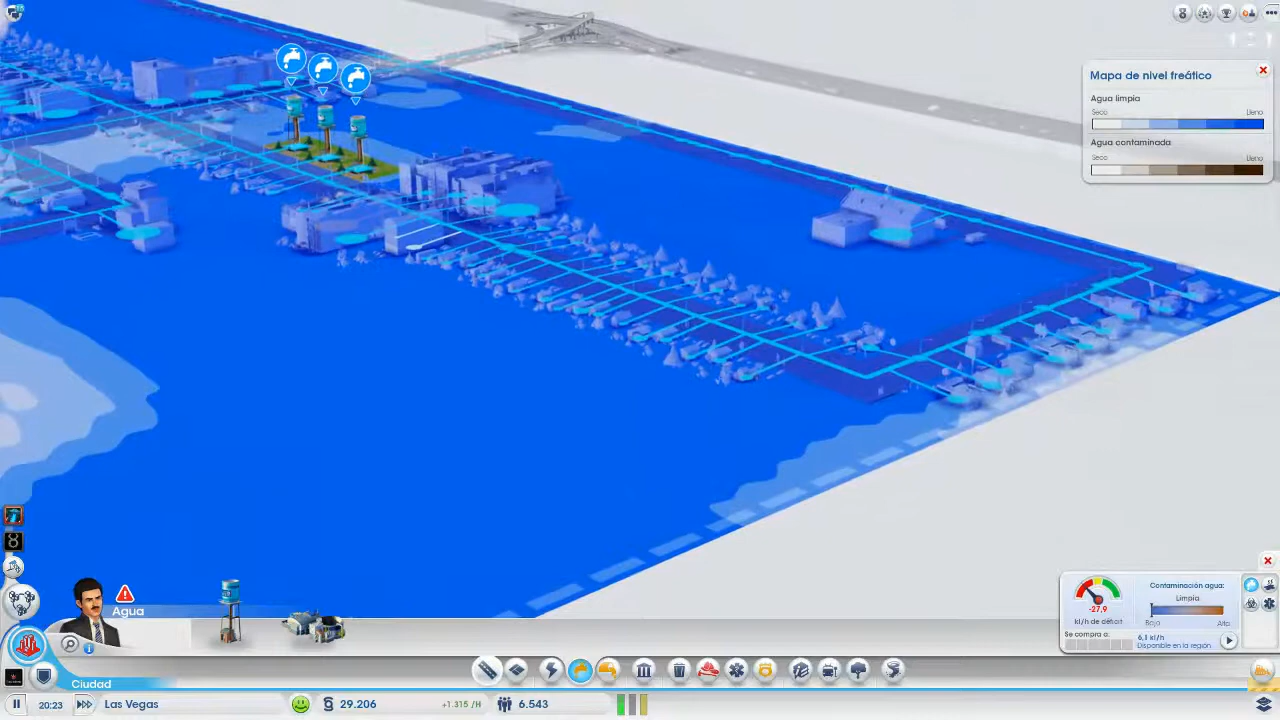 Mapa de nivel freático
Agua limpia
Seco Lleno
Agua contaminada
Seco Lleno
Agua
Contaminación agua:
Limpia
Baja Alta
-27,9
kl/h de déficit
Se compra a:
6,1 kl/h
Disponible en la región
Ciudad
20:23 Las Vegas 29.206 +1.315 /H 6.543